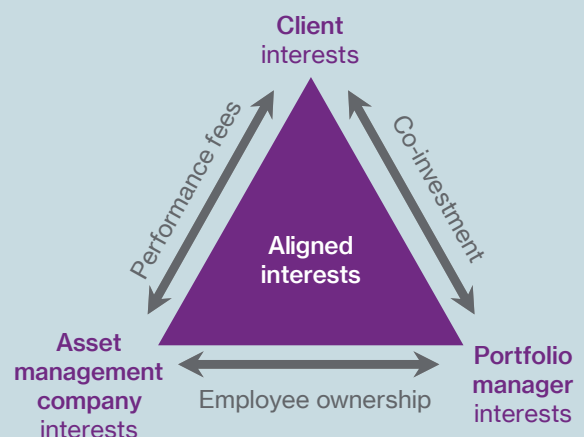 Client
interests
Performance fees
Co-investment
Aligned
interests
Asset
management
company
interests
Employee ownership
Portfolio
manager
interests